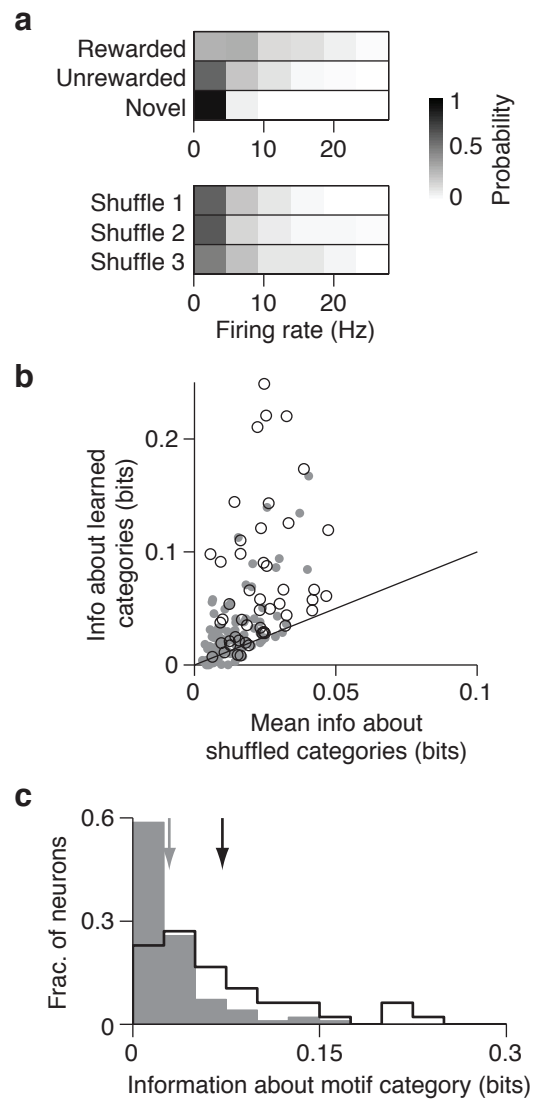 a
Rewarded
Unrewarded
Novel
0 10 20
1
0.5
0
Probability
Shuffle 1
Shuffle 2
Shuffle 3
0 10 20
Firing rate (Hz)
b
Info about learned
categories (bits)
0.2
0.1
0
0 0.05 0.1
Mean info about
shuffled categories (bits)
c
Frac. of neurons
0.6
0.3
0
0 0.15 0.3
Information about motif category (bits)